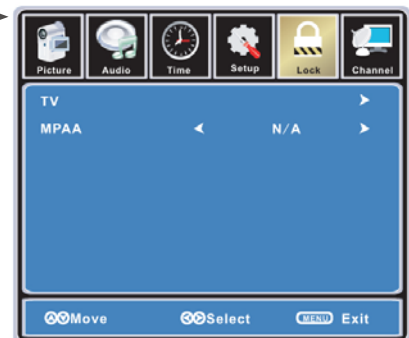 Picture Audio Time Setup Lock Channel
TV
MPAA N/A
Move Select MENU Exit